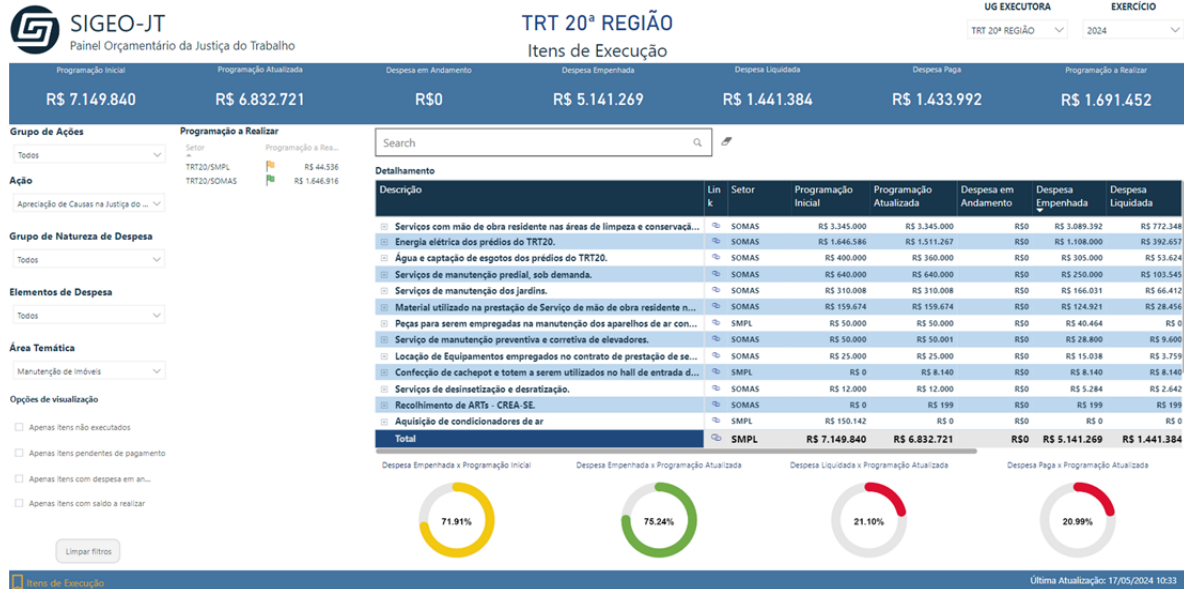 SIGEO-JT
Painel Orçamentário da Justiça do Trabalho
TRT 20ª REGIÃO
Itens de Execução
UG EXECUTORA
TRT 20ª REGIÃO
EXERCÍCIO
2024
Programação Inicial
R$ 7.149.840
Programação Atualizada
R$ 6.832.721
Despesa em Andamento
R$0
Despesa Empenhada
R$ 5.141.269
Despesa Liquidada
R$ 1.441.384
Despesa Paga
R$ 1.433.992
Programação a Realizar
R$ 1.691.452
Grupo de Ações
Todos
Ação
Apreciação de Causas na Justiça do ...
Grupo de Natureza de Despesa
Todos
Elementos de Despesa
Todos
Área Temática
Manutenção de Imóveis
Opções de visualização
Apenas itens não executados
Apenas itens pendentes de pagamento
Apenas itens com despesa em an...
Apenas itens com saldo a realizar
Limpar filtros
Programação a Realizar
Setor Programação a Rea...
TRT20/SMPL R$ 44.536
TRT20/SOMAS R$ 1.646.916
Search
Detalhamento
Descrição Link Setor Programação Inicial Programação Atualizada Despesa em Andamento Despesa Empenhada Despesa Liquidada
Serviços com mão de obra residente nas áreas de limpeza e conservaçã... SOMAS R$ 3.345.000 R$ 3.345.000 R$0 R$ 3.089.392 R$ 772.348
Energia elétrica dos prédios do TRT20. SOMAS R$ 1.646.586 R$ 1.511.267 R$0 R$ 1.108.000 R$ 392.657
Água e captação de esgotos dos prédios do TRT20. SOMAS R$ 400.000 R$ 360.000 R$0 R$ 305.000 R$ 53.624
Serviços de manutenção predial, sob demanda. SOMAS R$ 640.000 R$ 640.000 R$0 R$ 250.000 R$ 103.545
Serviços de manutenção dos jardins. SOMAS R$ 310.008 R$ 310.008 R$0 R$ 166.031 R$ 66.412
Material utilizado na prestação de Serviço de mão de obra residente n... SOMAS R$ 159.674 R$ 159.674 R$0 R$ 124.921 R$ 28.456
Peças para serem empregadas na manutenção dos aparelhos de ar con... SMPL R$ 50.000 R$ 50.000 R$0 R$ 40.464 R$ 0
Serviço de manutenção preventiva e corretiva de elevadores. SOMAS R$ 50.000 R$ 50.001 R$0 R$ 28.800 R$ 9.600
Locação de Equipamentos empregados no contrato de prestação de se... SOMAS R$ 25.000 R$ 25.000 R$0 R$ 15.038 R$ 3.759
Confecção de cachepot e totem a serem utilizados no hall de entrada d... SMPL R$ 0 R$ 8.140 R$0 R$ 8.140 R$ 8.140
Serviços de desinsetização e desratização. SOMAS R$ 12.000 R$ 12.000 R$0 R$ 5.284 R$ 2.642
Recolhimento de ARTs - CREA-SE. SOMAS R$ 0 R$ 199 R$0 R$ 199 R$ 199
Aquisição de condicionadores de ar SMPL R$ 150.142 R$ 0 R$0 R$ 0 R$ 0
Total SMPL R$ 7.149.840 R$ 6.832.721 R$0 R$ 5.141.269 R$ 1.441.384
Despesa Empenhada x Programação Inicial
71.91%
Despesa Empenhada x Programação Atualizada
75.24%
Despesa Liquidada x Programação Atualizada
21.10%
Despesa Paga x Programação Atualizada
20.99%
Itens de Execução
Última Atualização: 17/05/2024 10:33